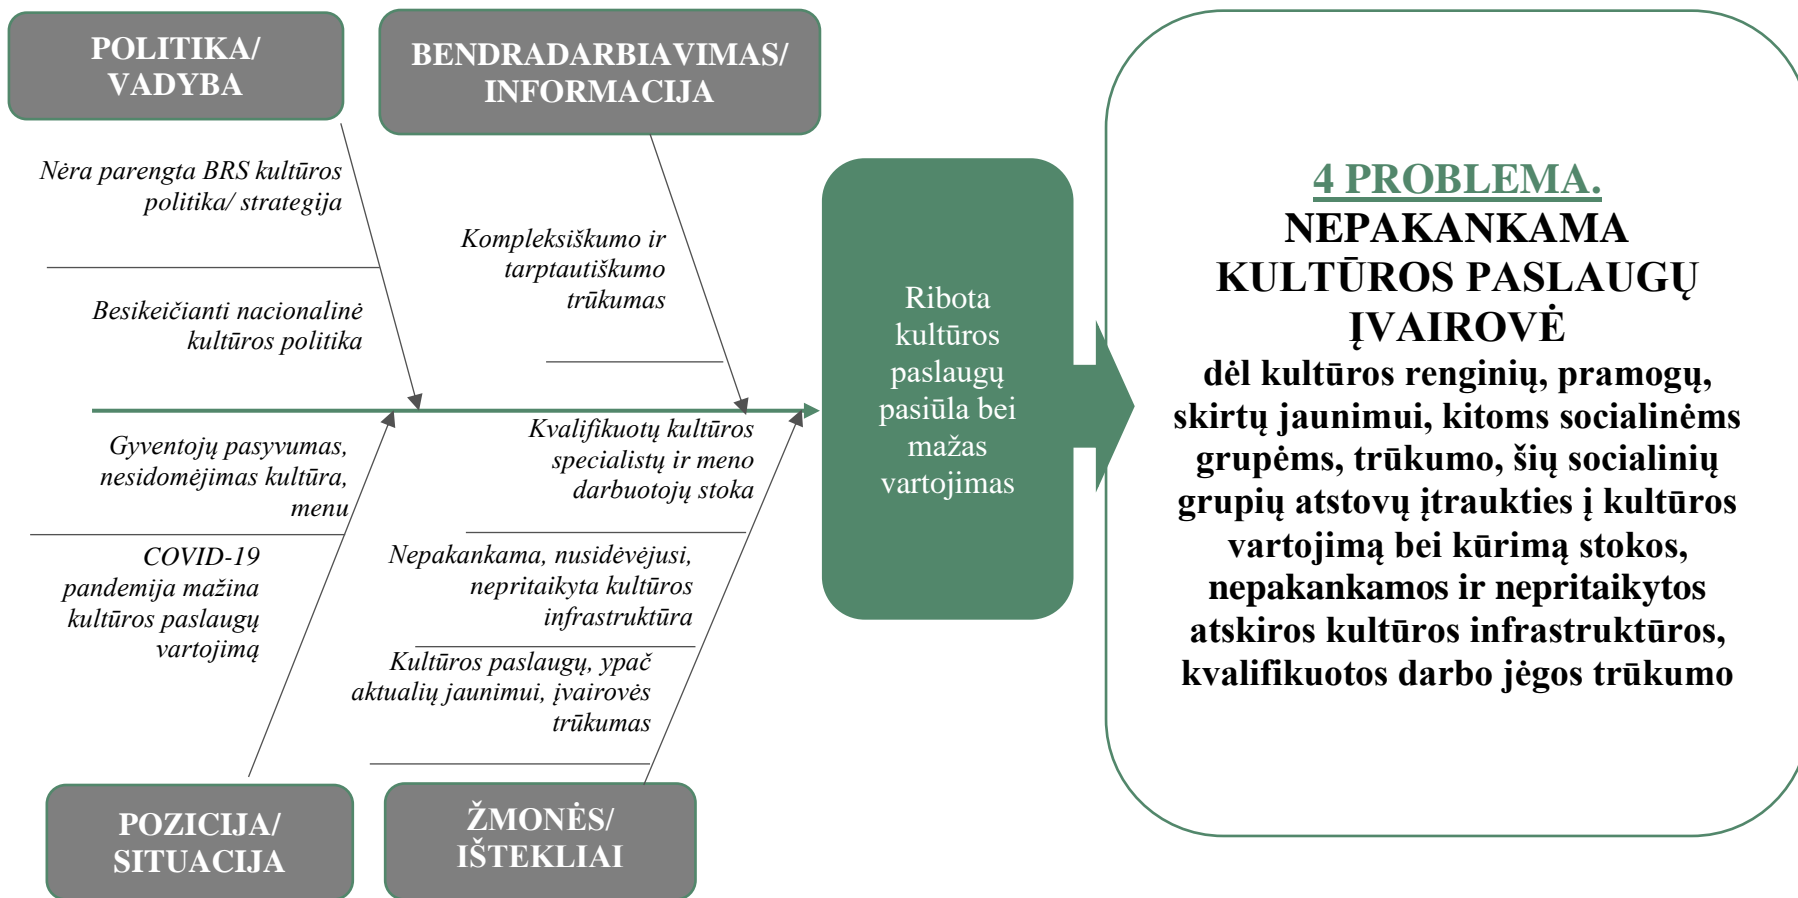 POLITIKA/
VADYBA
BENDRADARBIAVIMAS/
INFORMACIJA
Nėra parengta BRS kultūros
politika/ strategija
Besikeičianti nacionalinė
kultūros politika
Kompleksiškumo ir
tarptautiškumo
trūkumas
Gyventojų pasyvumas,
nesidomėjimas kultūra,
menu
COVID-19
pandemija mažina
kultūros paslaugų
vartojimą
Kvalifikuotų kultūros
specialistų ir meno
darbuotojų stoka
Nepakankama, nusidėvėjusi,
nepritaikyta kultūros
infrastruktūra
Kultūros paslaugų, ypač
aktualių jaunimui, įvairovės
trūkumas
POZICIJA/
SITUACIJA
ŽMONĖS/
IŠTEKLIAI
Ribota
kultūros
paslaugų
pasiūla bei
mažas
vartojimas
4 PROBLEMA.
NEPAKANKAMA
KULTŪROS PASLAUGŲ
ĮVAIROVĖ
dėl kultūros renginių, pramogų,
skirtų jaunimui, kitoms socialinėms
grupėms, trūkumo, šių socialinių
grupių atstovų įtraukties į kultūros
vartojimą bei kūrimą stokos,
nepakankamos ir nepritaikytos
atskiros kultūros infrastruktūros,
kvalifikuotos darbo jėgos trūkumo